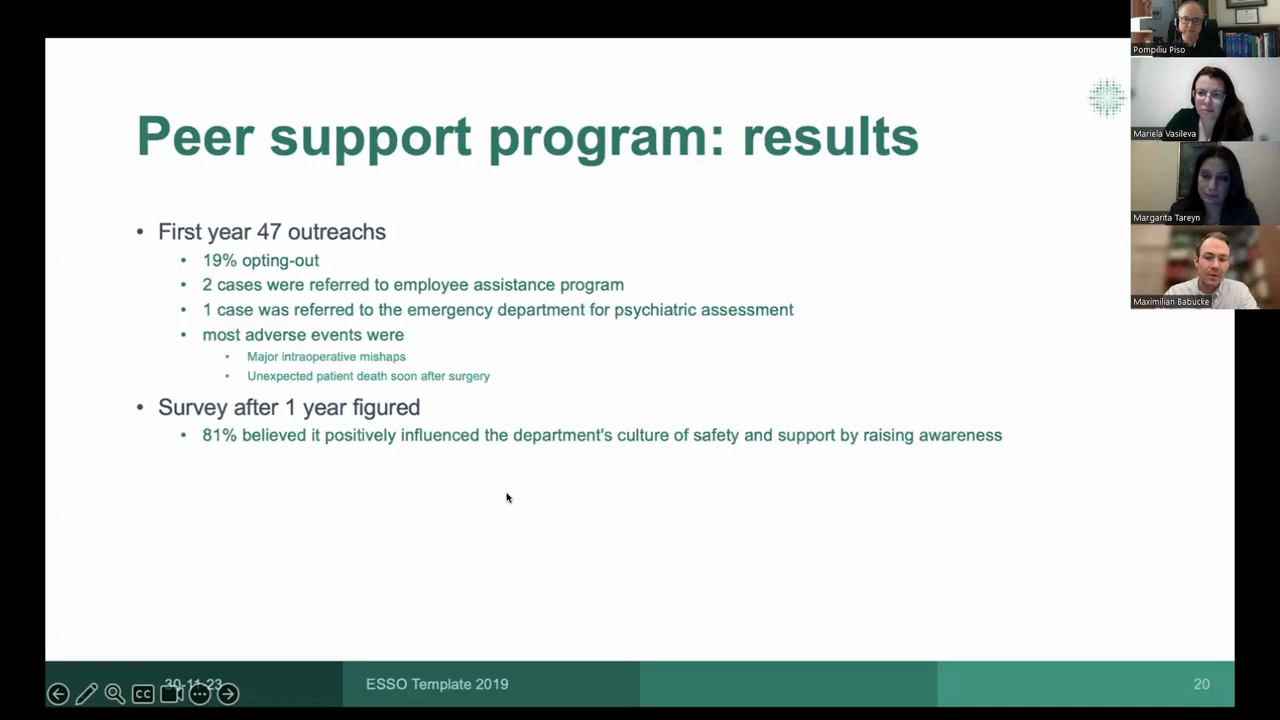 Peer support program: results
• First year 47 outreachs
• 19% opting-out
• 2 cases were referred to employee assistance program
• 1 case was referred to the emergency department for psychiatric assessment
• most adverse events were
• Major intraoperative mishaps
• Unexpected patient death soon after surgery
• Survey after 1 year figured
• 81% believed it positively influenced the department's culture of safety and support by raising awareness
30-11-23
CC
ESSO Template 2019
20
Pompiliu Piso
Mariela Vasileva
Margarita Tareyn
Maximilian Babucke